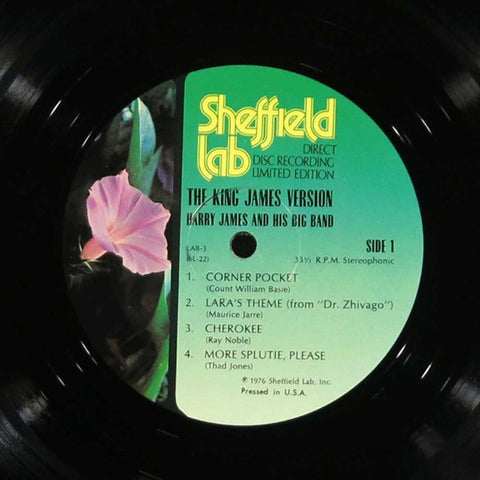 Sheffield
lab
DIRECT
DISC RECORDING
LIMITED EDITION
THE KING JAMES VERSION
HARRY JAMES AND HIS BIG BAND
LAB-3
(SL-22)
SIDE 1
33⅓ R.P.M. Stereophonic
1. CORNER POCKET
(Count William Basie)
2. LARA'S THEME (from "Dr. Zhivago")
(Maurice Jarre)
3. CHEROKEE
(Ray Noble)
4. MORE SPLUTIE, PLEASE
(Thad Jones)
℗ 1976 Sheffield Lab, Inc.
Pressed in U.S.A.